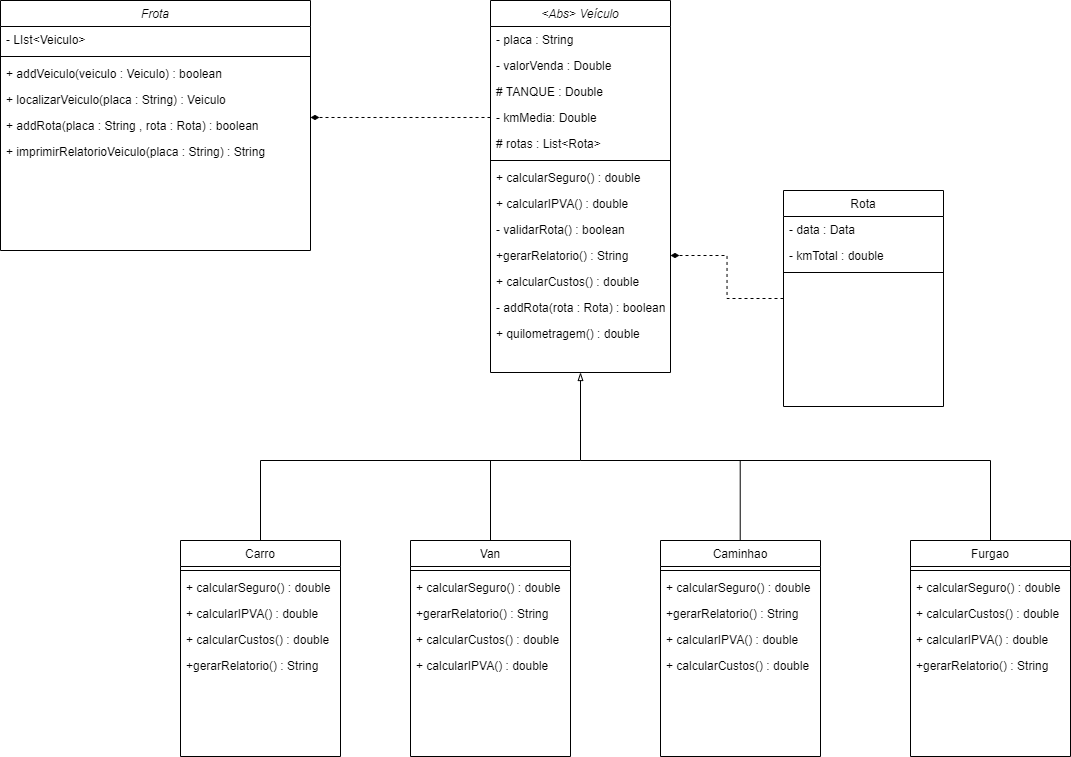 Frota
- LIst<Veiculo>
+ addVeiculo(veiculo : Veiculo) : boolean
+ localizarVeiculo(placa : String) : Veiculo
+ addRota(placa : String , rota : Rota) : boolean
+ imprimirRelatorioVeiculo(placa : String) : String
<Abs> Veículo
- placa : String
- valorVenda : Double
# TANQUE : Double
- kmMedia: Double
# rotas : List<Rota>
+ calcularSeguro() : double
+ calcularIPVA() : double
- validarRota() : boolean
+gerarRelatorio() : String
+ calcularCustos() : double
- addRota(rota : Rota) : boolean
+ quilometragem() : double
Rota
- data : Data
- kmTotal : double
Carro
+ calcularSeguro() : double
+ calcularIPVA() : double
+ calcularCustos() : double
+gerarRelatorio() : String
Van
+ calcularSeguro() : double
+gerarRelatorio() : String
+ calcularCustos() : double
+ calcularIPVA() : double
Caminhao
+ calcularSeguro() : double
+gerarRelatorio() : String
+ calcularIPVA() : double
+ calcularCustos() : double
Furgao
+ calcularSeguro() : double
+ calcularCustos() : double
+ calcularIPVA() : double
+gerarRelatorio() : String